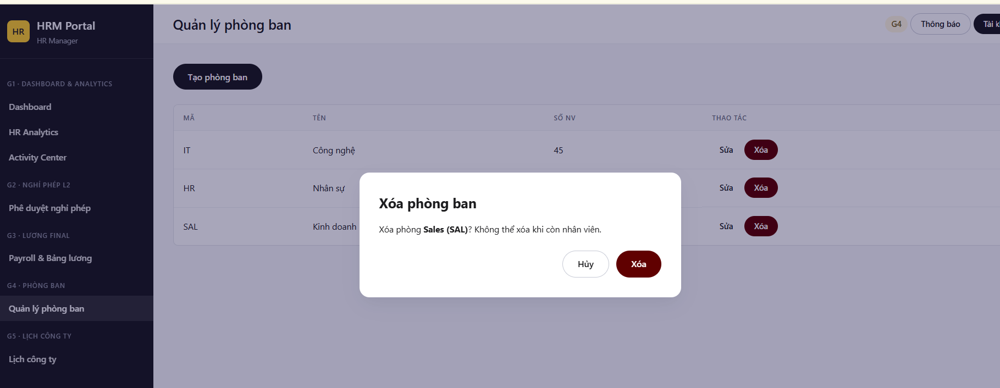 HR
HRM Portal
HR Manager
G1 · DASHBOARD & ANALYTICS
Dashboard
HR Analytics
Activity Center
G2 · NGHỈ PHÉP L2
Phê duyệt nghỉ phép
G3 · LƯƠNG FINAL
Payroll & Bảng lương
G4 · PHÒNG BAN
Quản lý phòng ban
G5 · LỊCH CÔNG TY
Lịch công ty
Quản lý phòng ban
G4 Thông báo Tài
Tạo phòng ban
MÃ TÊN SỐ NV THAO TÁC
IT Công nghệ 45 Sửa Xóa
HR Nhân sự Sửa Xóa
SAL Kinh doanh Sửa Xóa
Xóa phòng ban
Xóa phòng Sales (SAL)? Không thể xóa khi còn nhân viên.
Hủy Xóa